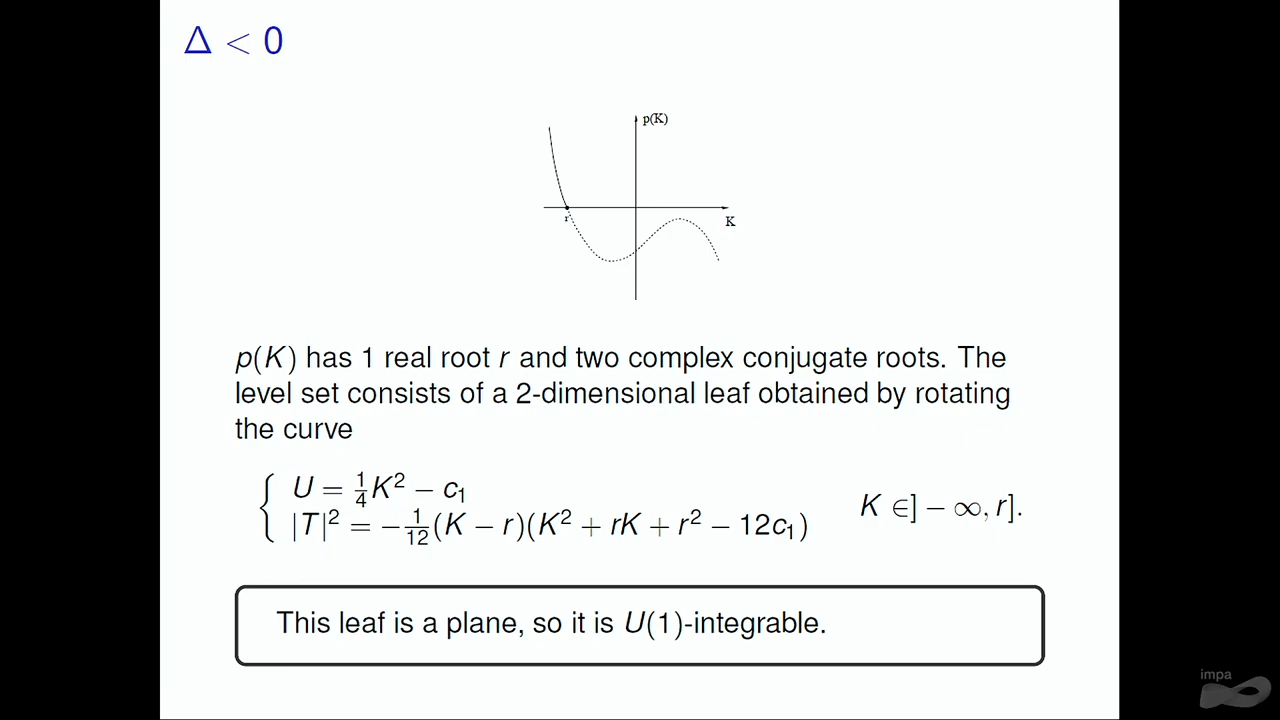 Δ < 0
p(K)
r
K
p(K) has 1 real root r and two complex conjugate roots. The
level set consists of a 2-dimensional leaf obtained by rotating
the curve
{ U = 1/4 K² − c₁
|T|² = −1/12 (K − r)(K² + rK + r² − 12c₁)
K ∈] − ∞, r].
This leaf is a plane, so it is U(1)-integrable.
impa